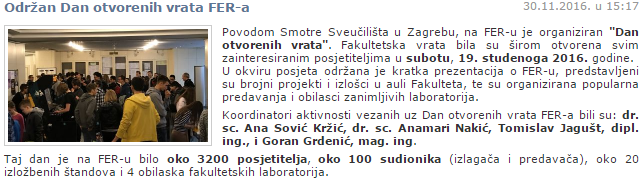 Održan Dan otvorenih vrata FER-a
30.11.2016. u 15:17
Povodom Smotre Sveučilišta u Zagrebu, na FER-u je organiziran "Dan
otvorenih vrata". Fakultetska vrata bila su širom otvorena svim
zainteresiranim posjetiteljima u subotu, 19. studenoga 2016. godine.
U okviru posjeta održana je kratka prezentacija o FER-u, predstavljeni
su brojni projekti i izlošci u auli Fakulteta, te su organizirana popularna
predavanja i obilasci zanimljivih laboratorija.
Koordinatori aktivnosti vezanih uz Dan otvorenih vrata FER-a bili su: dr.
sc. Ana Sović Kržić, dr. sc. Anamari Nakić, Tomislav Jagušt, dipl.
ing., i Goran Grdenić, mag. ing.
Taj dan je na FER-u bilo oko 3200 posjetitelja, oko 100 sudionika (izlagača i predavača), oko 20
izložbenih štandova i 4 obilaska fakultetskih laboratorija.